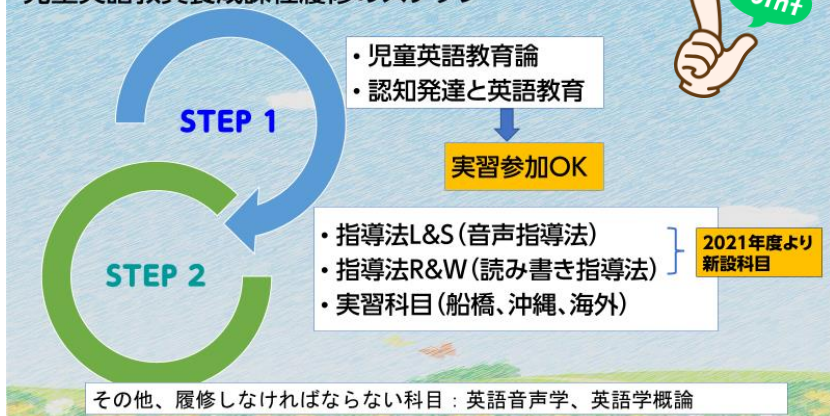 STEP 1
・児童英語教育論
・認知発達と英語教育
実習参加OK
STEP 2
・指導法L&S（音声指導法）
・指導法R&W（読み書き指導法）
・実習科目（船橋、沖縄、海外）
2021年度より
新設科目
その他、履修しなければならない科目：英語音声学、英語学概論